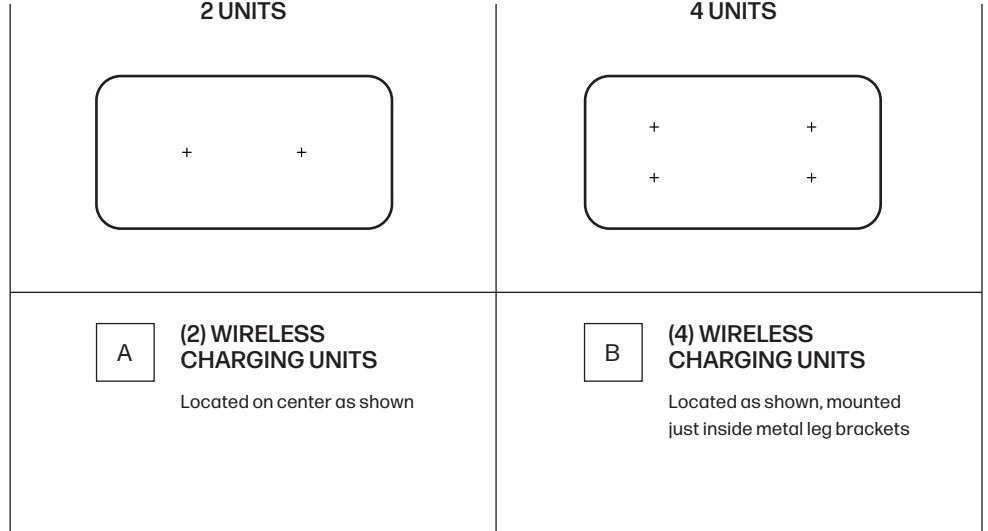 2 UNITS
4 UNITS
A
(2) WIRELESS
CHARGING UNITS
Located on center as shown
B
(4) WIRELESS
CHARGING UNITS
Located as shown, mounted
just inside metal leg brackets